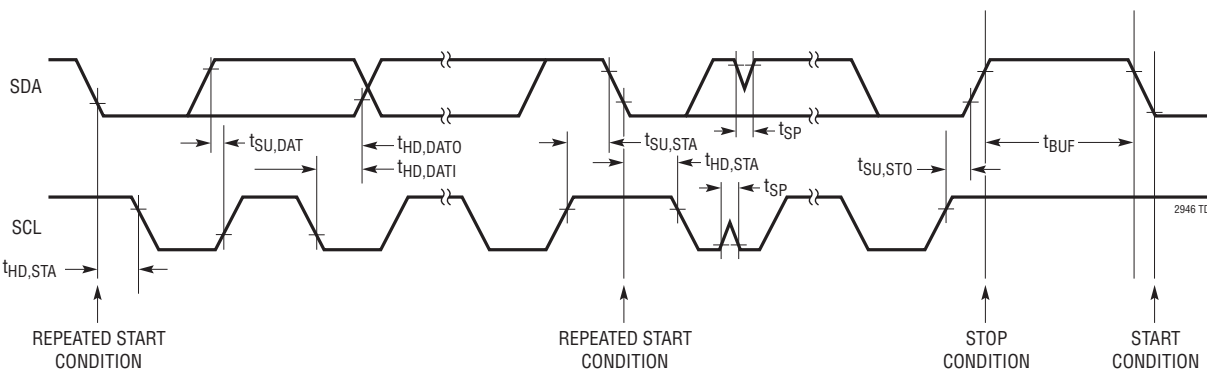 SDA
tSU,DAT
tHD,DATO
tHD,DATI
tSU,STA
tHD,STA
tSP
tSP
tSU,STO
tBUF
SCL
2946 TD
tHD,STA
REPEATED START
CONDITION
REPEATED START
CONDITION
STOP
CONDITION
START
CONDITION